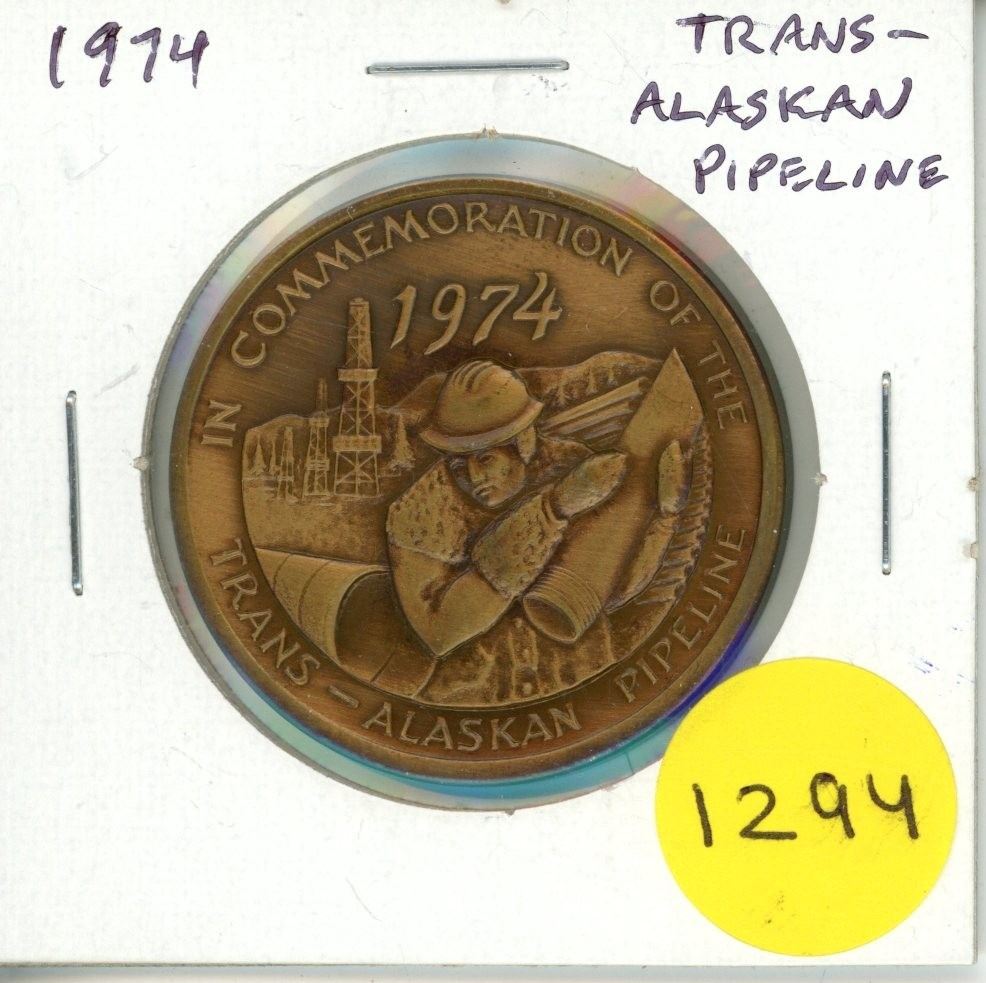 1974
TRANS-
ALASKAN
PIPELINE
IN COMMEMORATION OF THE
1974
TRANS - ALASKAN PIPELINE
1294